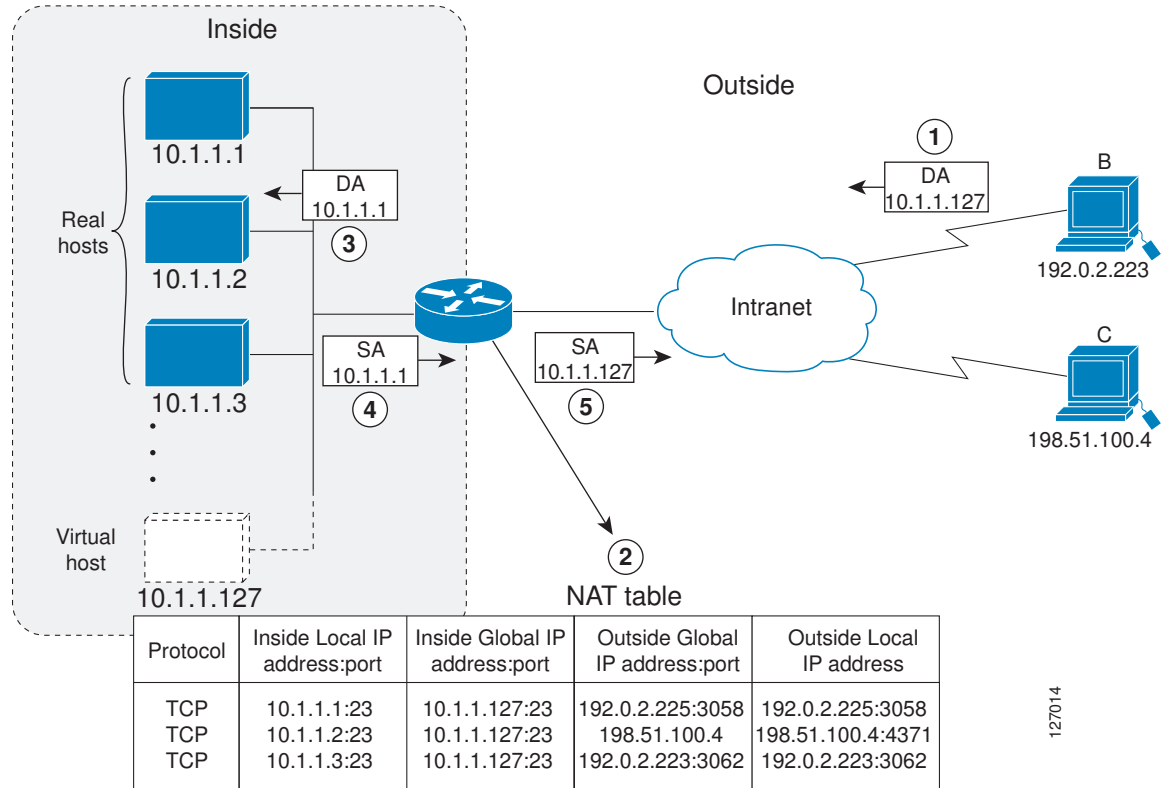 Inside
Outside
10.1.1.1
DA
10.1.1.1
3
1
DA
10.1.1.127
B
192.0.2.223
Real
hosts
10.1.1.2
Intranet
SA
10.1.1.1
4
SA
10.1.1.127
5
C
198.51.100.4
10.1.1.3
Virtual
host
10.1.1.127
2
NAT table
Protocol
Inside Local IP
address:port
Inside Global IP
address:port
Outside Global
IP address:port
Outside Local
IP address
TCP 10.1.1.1:23 10.1.1.127:23 192.0.2.225:3058 192.0.2.225:3058
TCP 10.1.1.2:23 10.1.1.127:23 198.51.100.4 198.51.100.4:4371
TCP 10.1.1.3:23 10.1.1.127:23 192.0.2.223:3062 192.0.2.223:3062
127014